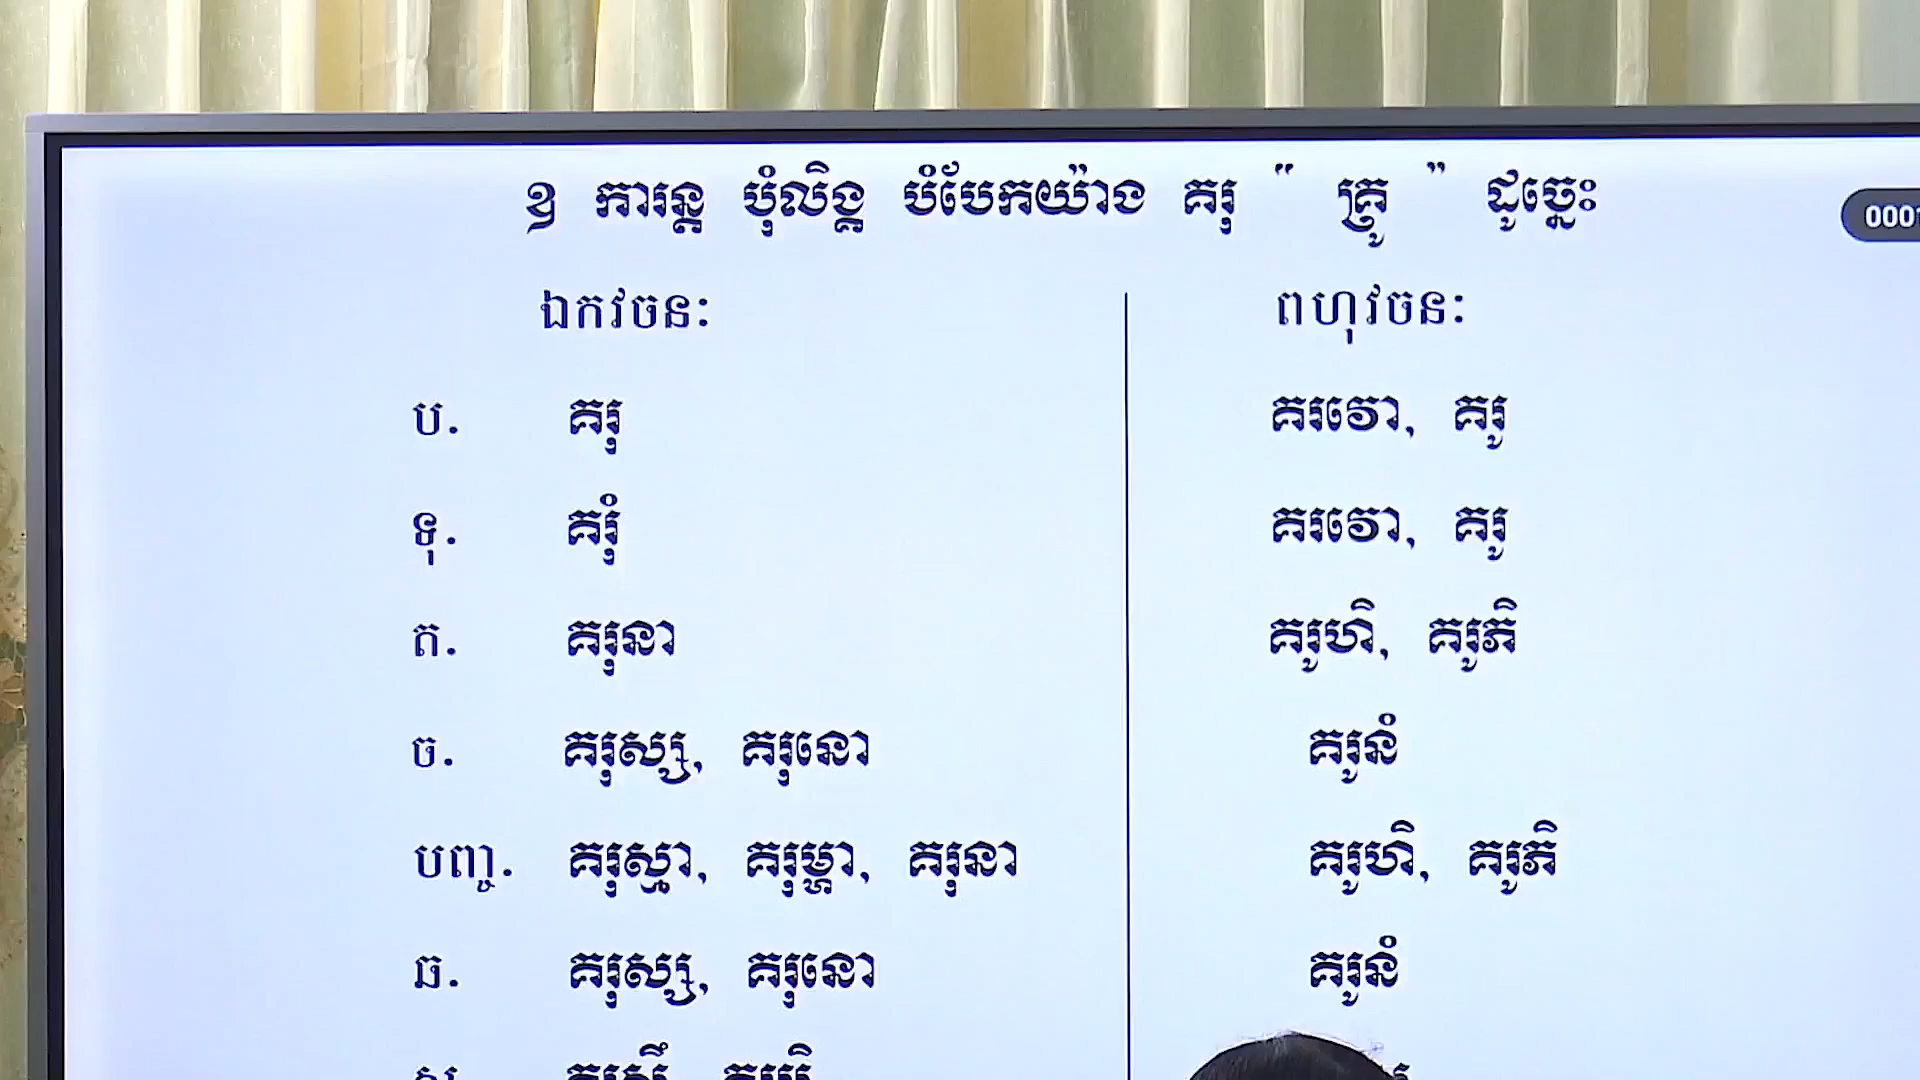 ឧ ការន្ត បុំលិង្គ បំបែកយ៉ាង គរុ “ គ្រូ ” ដូច្នេះ
0001
ឯកវចនៈ ពហុវចនៈ
ប. គរុ គរវោ, គរូ
ទុ. គរុំ គរវោ, គរូ
ត. គរុនា គរូហិ, គរូភិ
ច. គរុស្ស, គរុនោ គរូនំ
បញ្ច. គរុស្មា, គរុម្ហា, គរុនា គរូហិ, គរូភិ
ឆ. គរុស្ស, គរុនោ គរូនំ